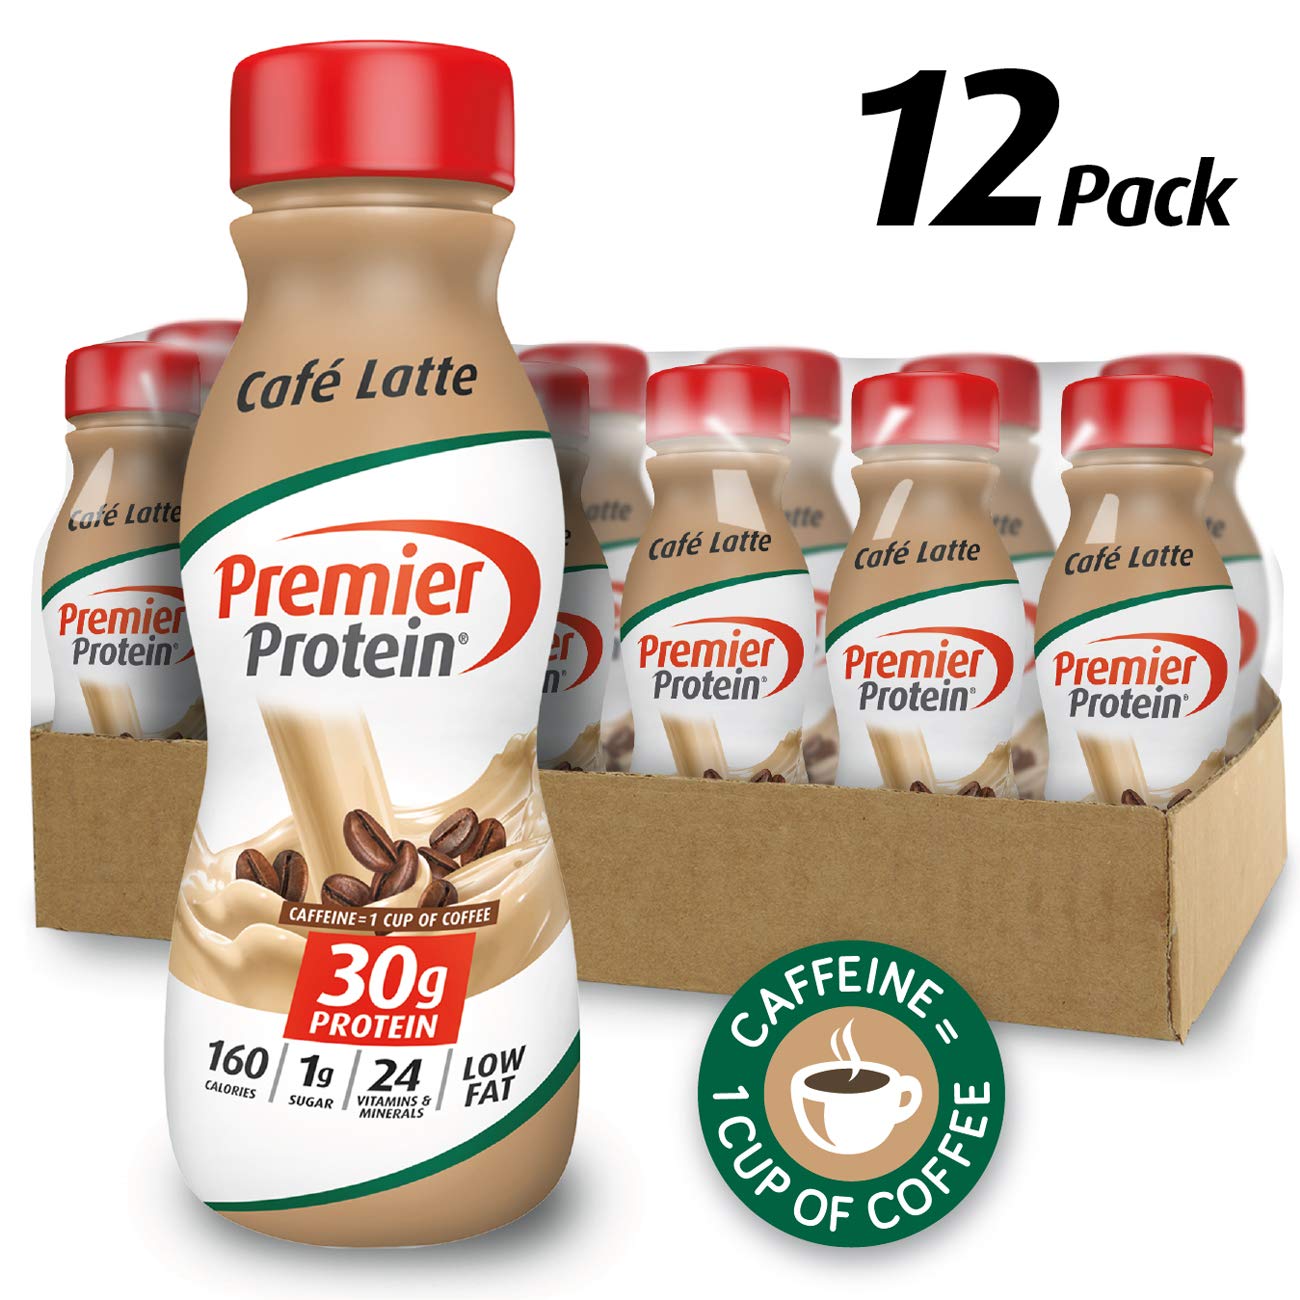 12 Pack
Café Latte
Premier
Protein®
CAFFEINE=1 CUP OF COFFEE
30g
PROTEIN
160
CALORIES
1g
SUGAR
24
VITAMINS &
MINERALS
LOW
FAT
Café Latte
Premier
Protein®
Latte
Café Latte
Premier
Protein®
Latte
Café Latte
Premier
Protein®
Café Latte
Premier
Protein®
CAFFEINE =
1 CUP OF COFFEE